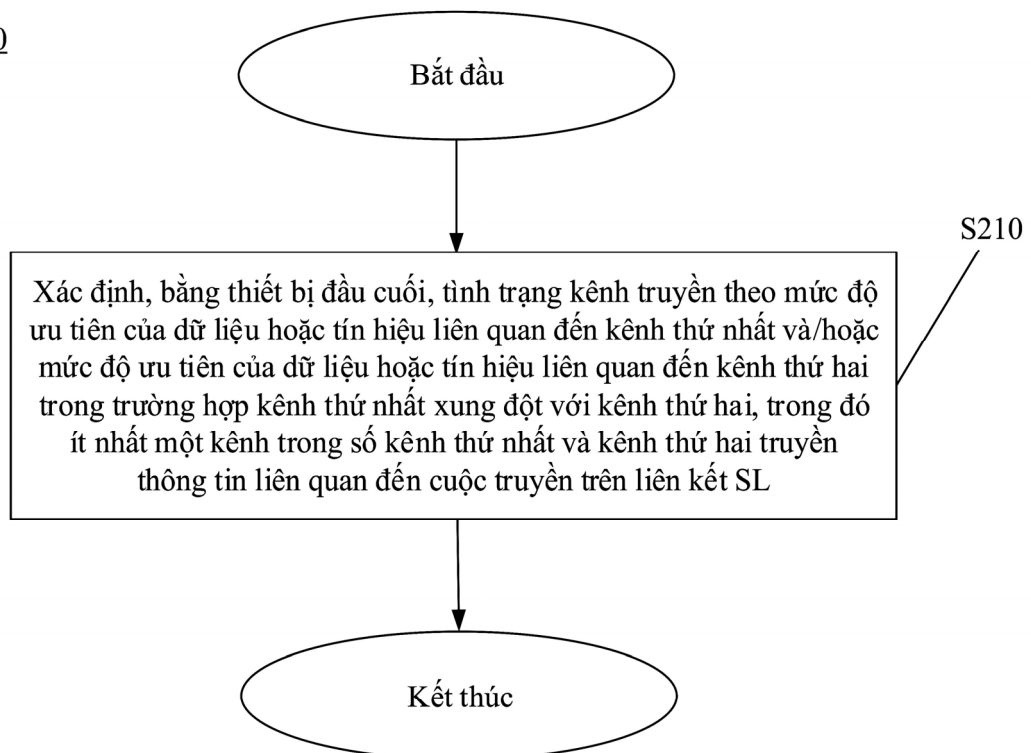 Bắt đầu
S210
Xác định, bằng thiết bị đầu cuối, tình trạng kênh truyền theo mức độ
ưu tiên của dữ liệu hoặc tín hiệu liên quan đến kênh thứ nhất và/hoặc
mức độ ưu tiên của dữ liệu hoặc tín hiệu liên quan đến kênh thứ hai
trong trường hợp kênh thứ nhất xung đột với kênh thứ hai, trong đó
ít nhất một kênh trong số kênh thứ nhất và kênh thứ hai truyền
thông tin liên quan đến cuộc truyền trên liên kết SL
Kết thúc